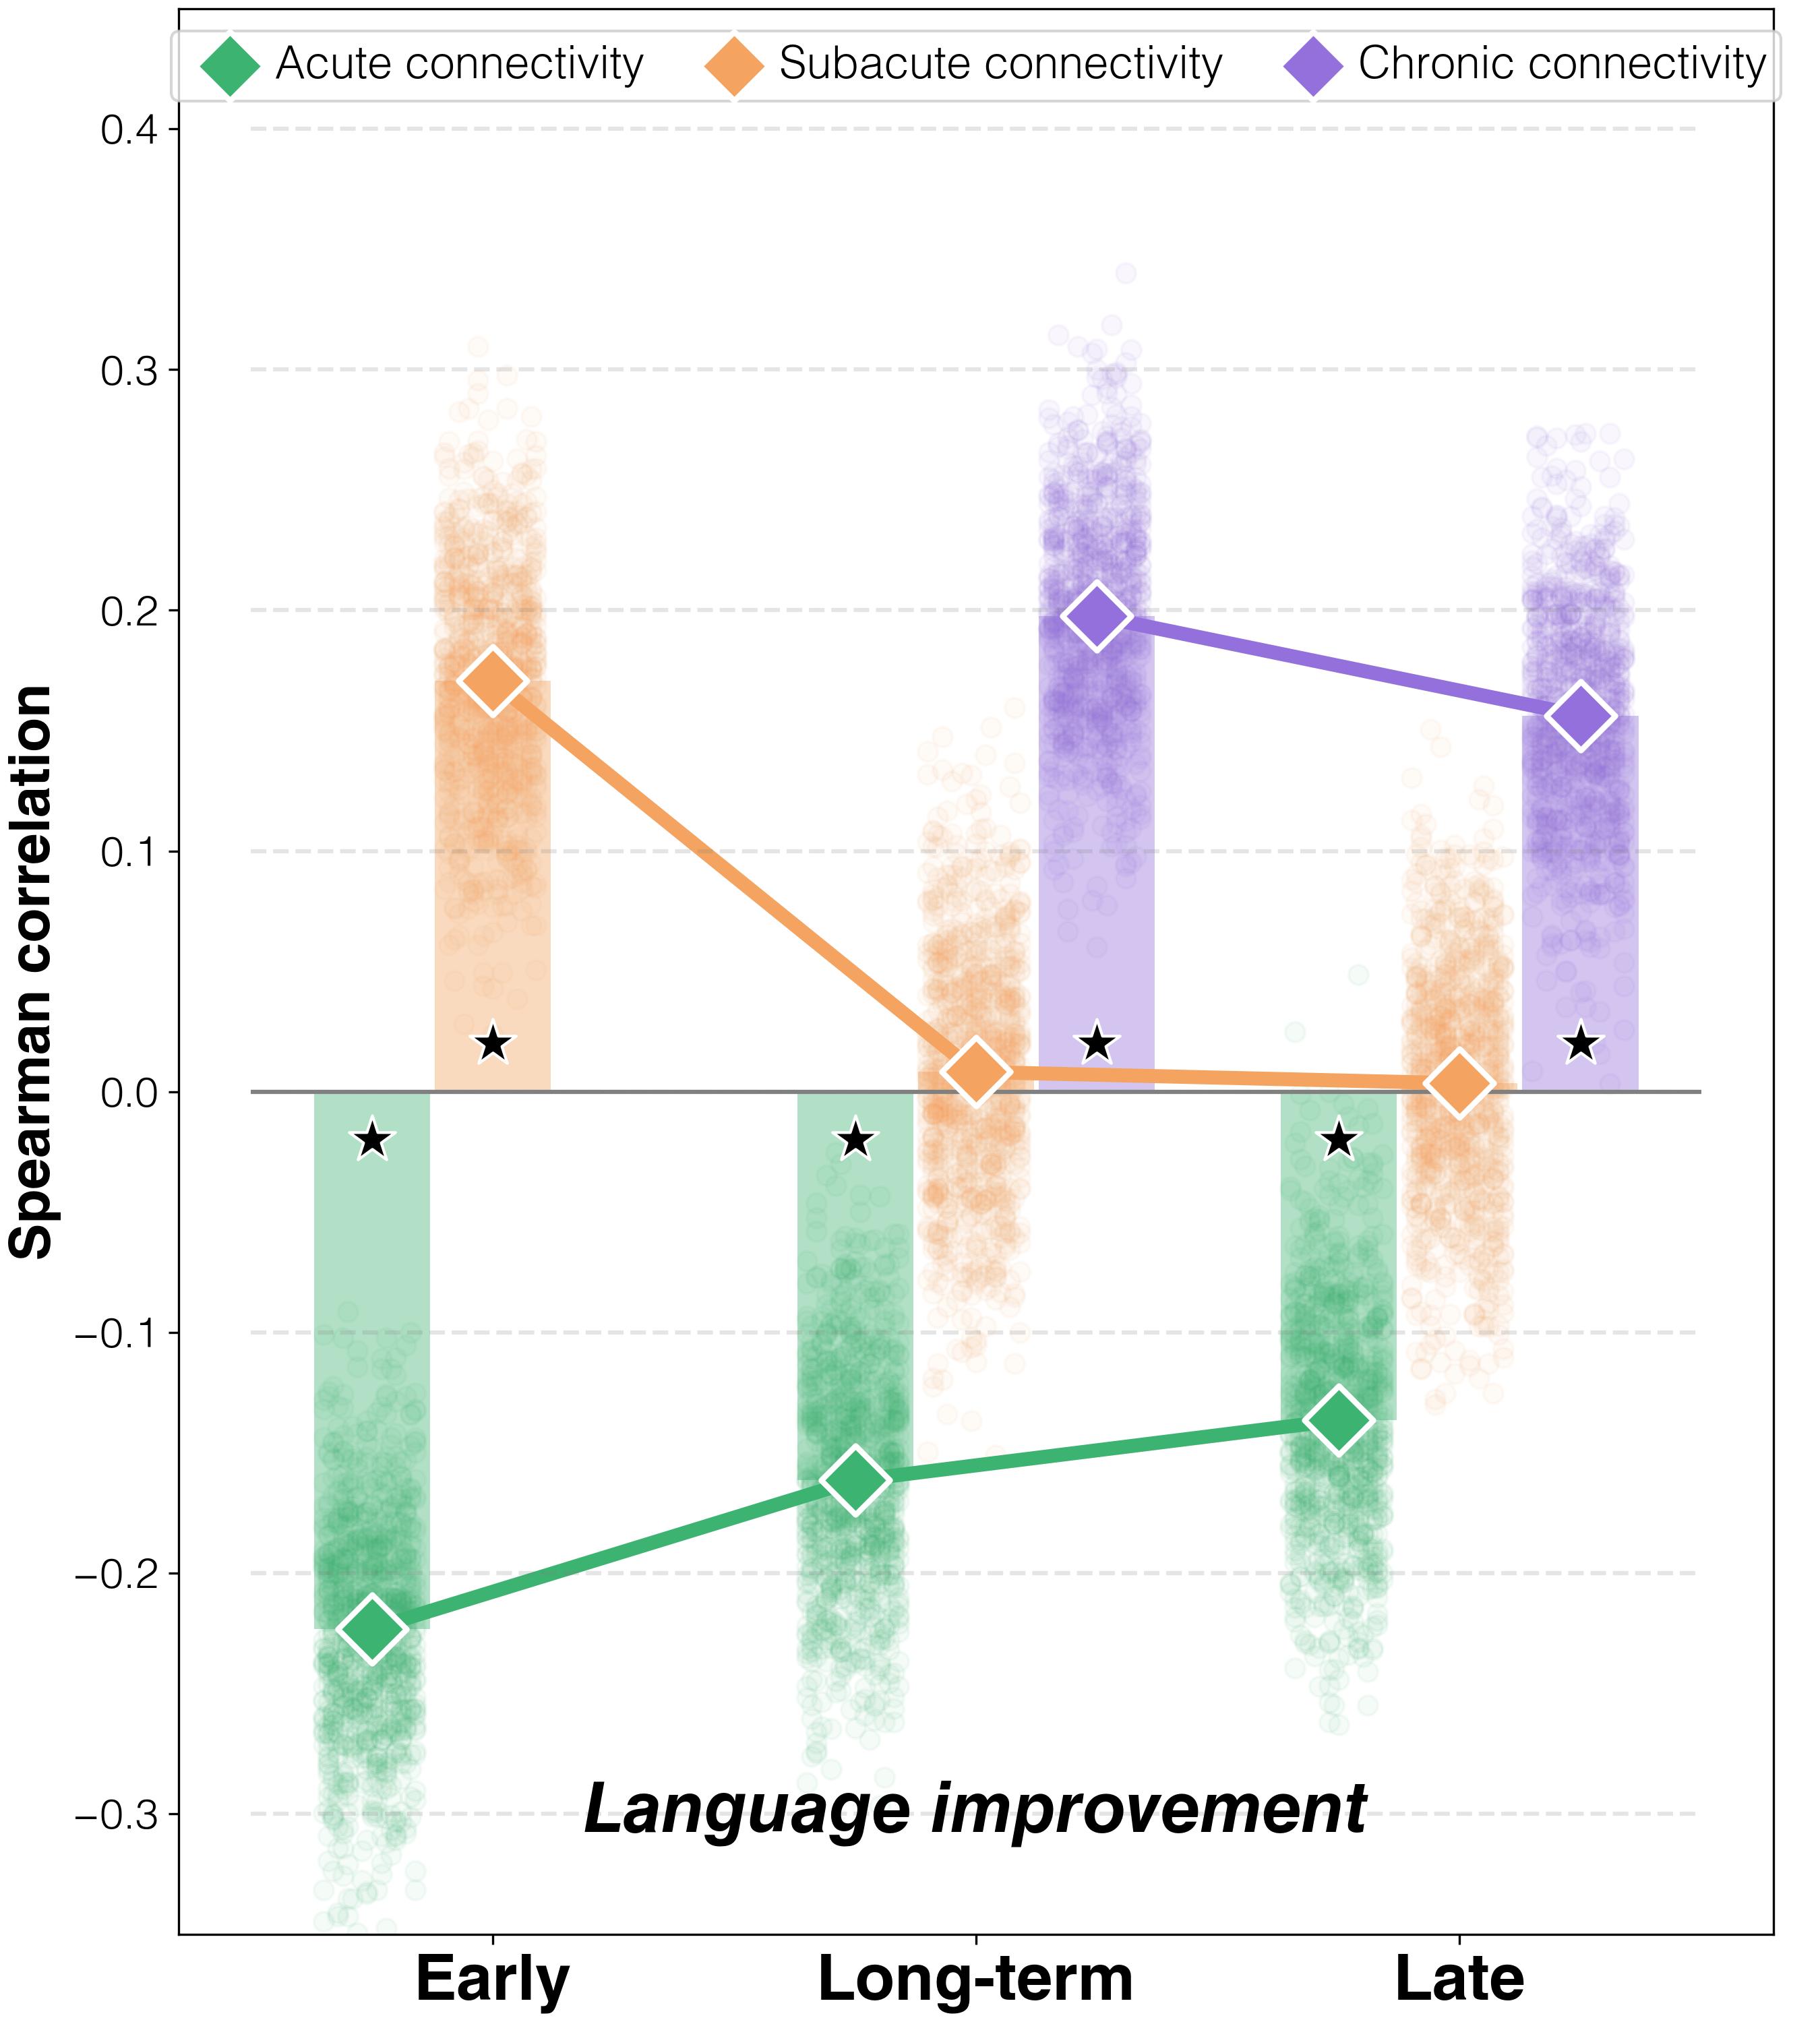 Acute connectivity Subacute connectivity Chronic connectivity
0.4
0.3
0.2
0.1
0.0
−0.1
−0.2
−0.3
Spearman correlation
Language improvement
Early Long-term Late